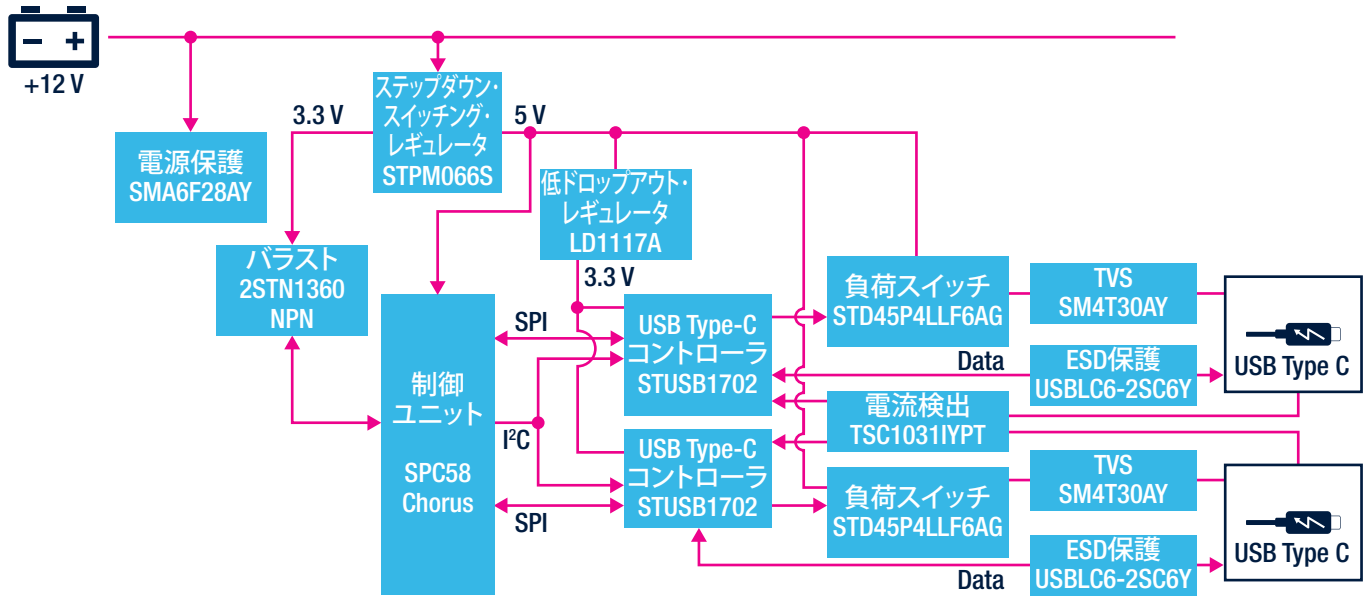 +12 V
電源保護
SMA6F28AY
3.3 V
ステップダウン・
スイッチング・
レギュレータ
STPM066S
5 V
バラスト
2STN1360
NPN
低ドロップアウト・
レギュレータ
LD1117A
3.3 V
制御
ユニット
SPC58
Chorus
SPI
I²C
SPI
USB Type-C
コントローラ
STUSB1702
USB Type-C
コントローラ
STUSB1702
負荷スイッチ
STD45P4LLF6AG
TVS
SM4T30AY
Data
ESD保護
USBLC6-2SC6Y
USB Type C
電流検出
TSC1031IYPT
負荷スイッチ
STD45P4LLF6AG
TVS
SM4T30AY
Data
ESD保護
USBLC6-2SC6Y
USB Type C